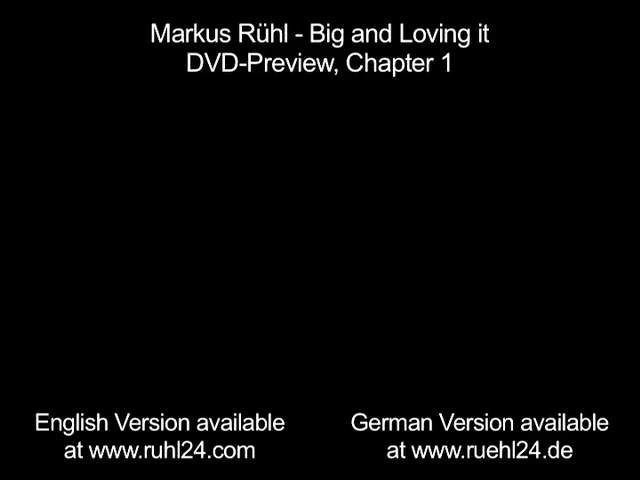 Markus Rühl - Big and Loving it
DVD-Preview, Chapter 1
English Version available
at www.ruhl24.com
German Version available
at www.ruehl24.de